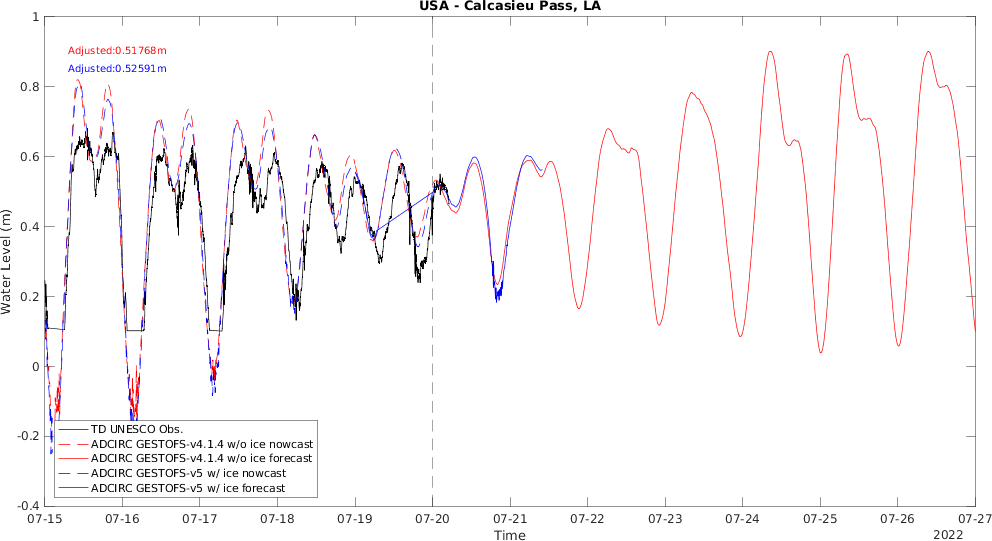 USA - Calcasieu Pass, LA
1
Adjusted:0.51768m
Adjusted:0.52591m
0.8
0.6
0.4
0.2
0
-0.2
-0.4
Water Level (m)
TD UNESCO Obs.
ADCIRC GESTOFS-v4.1.4 w/o ice nowcast
ADCIRC GESTOFS-v4.1.4 w/o ice forecast
ADCIRC GESTOFS-v5 w/ ice nowcast
ADCIRC GESTOFS-v5 w/ ice forecast
07-15 07-16 07-17 07-18 07-19 07-20 07-21 07-22 07-23 07-24 07-25 07-26 07-27
Time
2022